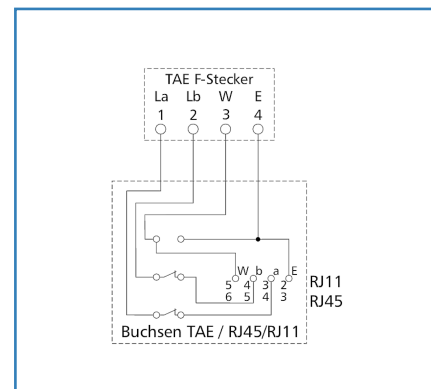 TAE F-Stecker
La Lb W E
1 2 3 4
W b a E
5 4 3 2 RJ11
6 5 4 3 RJ45
Buchsen TAE / RJ45/RJ11